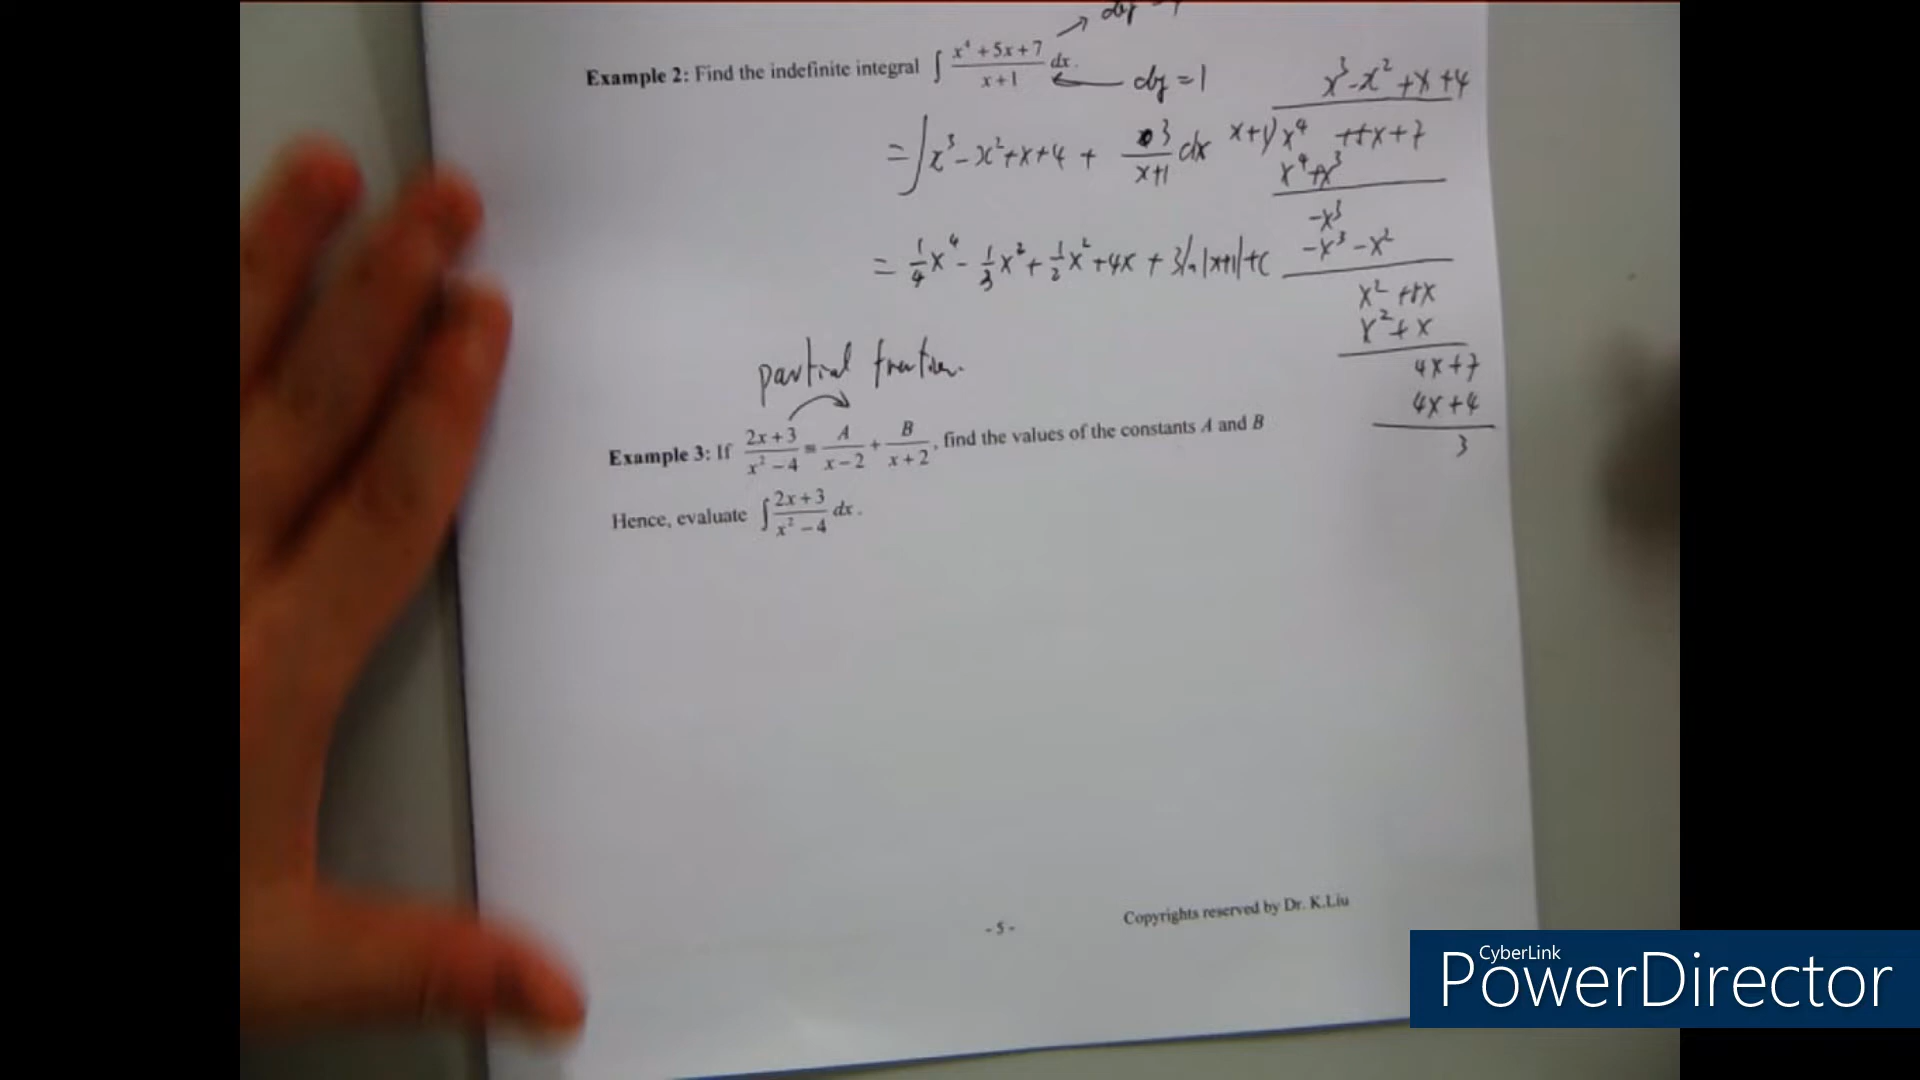 Example 2: Find the indefinite integral ∫ (x⁴ + 5x + 7)/(x + 1) dx.
dy = 1
= ∫ x³ - x² + x + 4 + 3/(x+1) dx
= 1/4 x⁴ - 1/3 x² + 1/2 x² + 4x + 3 ln|x+1| + C
x³ - x² + x + 4
x+1) x⁴ +5x+7
x⁴+x³
-x³
-x³ - x²
x² +5x
x² + x
4x+7
4x+4
3
partial fraction.
Example 3: If (2x+3)/(x² - 4) ≡ A/(x - 2) + B/(x + 2), find the values of the constants A and B
Hence, evaluate ∫ (2x+3)/(x² - 4) dx.
- 5 -
Copyrights reserved by Dr. K.Liu
CyberLink
PowerDirector